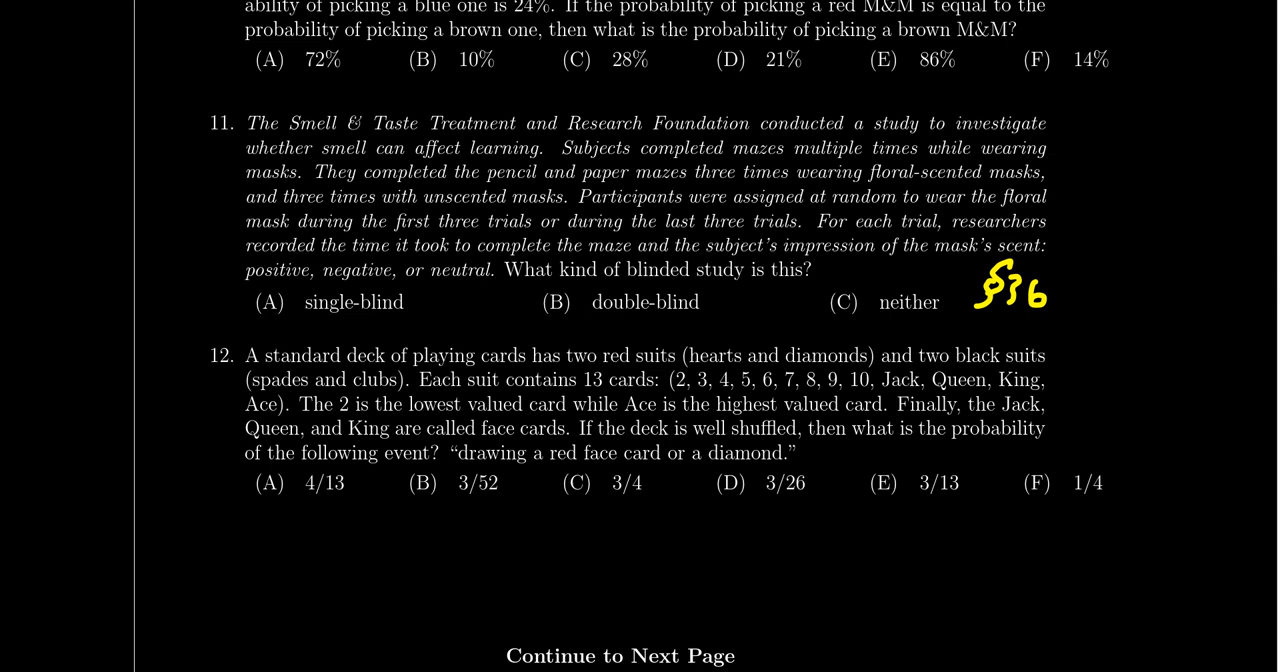 ability of picking a blue one is 24%. If the probability of picking a red M&M is equal to the
probability of picking a brown one, then what is the probability of picking a brown M&M?
(A) 72% (B) 10% (C) 28% (D) 21% (E) 86% (F) 14%
11. The Smell & Taste Treatment and Research Foundation conducted a study to investigate
whether smell can affect learning. Subjects completed mazes multiple times while wearing
masks. They completed the pencil and paper mazes three times wearing floral-scented masks,
and three times with unscented masks. Participants were assigned at random to wear the floral
mask during the first three trials or during the last three trials. For each trial, researchers
recorded the time it took to complete the maze and the subject's impression of the mask's scent:
positive, negative, or neutral. What kind of blinded study is this?
(A) single-blind (B) double-blind (C) neither
12. A standard deck of playing cards has two red suits (hearts and diamonds) and two black suits
(spades and clubs). Each suit contains 13 cards: (2, 3, 4, 5, 6, 7, 8, 9, 10, Jack, Queen, King,
Ace). The 2 is the lowest valued card while Ace is the highest valued card. Finally, the Jack,
Queen, and King are called face cards. If the deck is well shuffled, then what is the probability
of the following event? “drawing a red face card or a diamond.”
(A) 4/13 (B) 3/52 (C) 3/4 (D) 3/26 (E) 3/13 (F) 1/4
Continue to Next Page